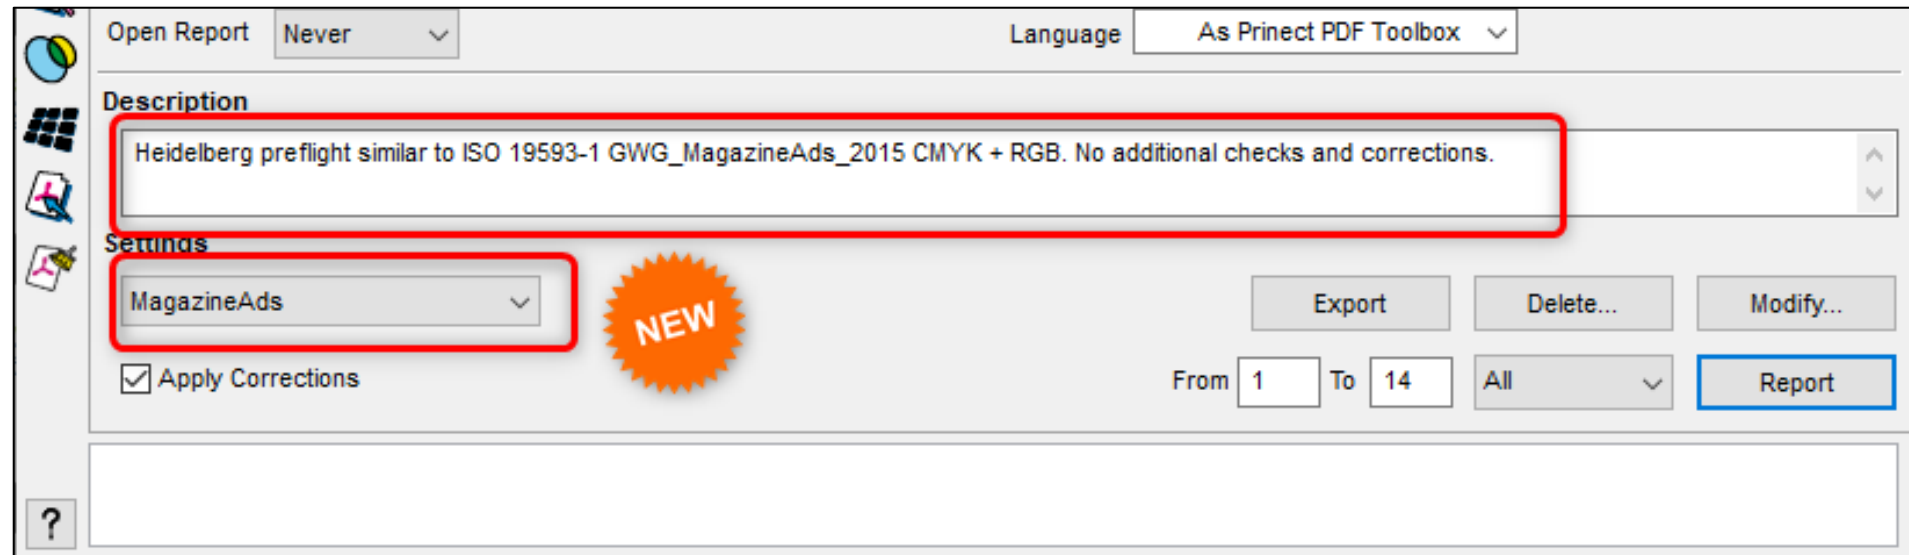 Open Report Never Language As Prinect PDF Toolbox
Description
Heidelberg preflight similar to ISO 19593-1 GWG_MagazineAds_2015 CMYK + RGB. No additional checks and corrections.
Settings
MagazineAds NEW Export Delete... Modify...
Apply Corrections From 1 To 14 All Report
?